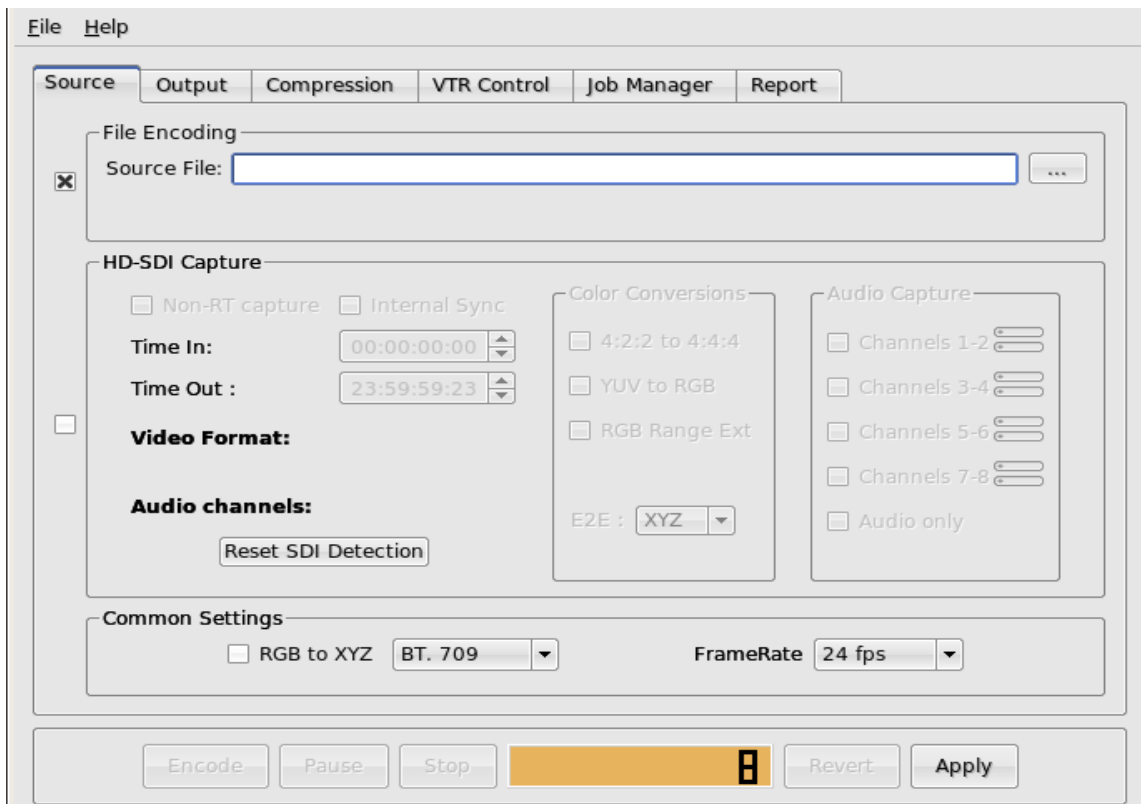 File Help
Source Output Compression VTR Control Job Manager Report
File Encoding
Source File: ...
HD-SDI Capture
Non-RT capture Internal Sync
Time In: 00:00:00:00
Time Out : 23:59:59:23
Video Format:
Audio channels:
Reset SDI Detection
Color Conversions
4:2:2 to 4:4:4
YUV to RGB
RGB Range Ext
E2E : XYZ
Audio Capture
Channels 1-2
Channels 3-4
Channels 5-6
Channels 7-8
Audio only
Common Settings
RGB to XYZ BT. 709 FrameRate 24 fps
Encode Pause Stop 0 Revert Apply